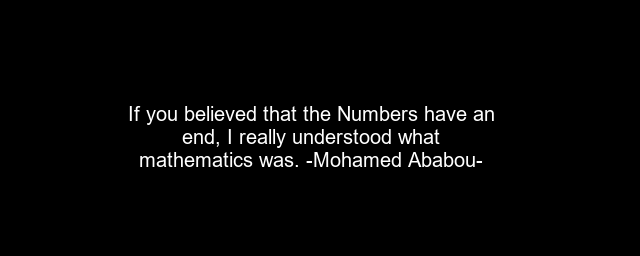 If you believed that the Numbers have an
end, I really understood what
mathematics was. -Mohamed Ababou-